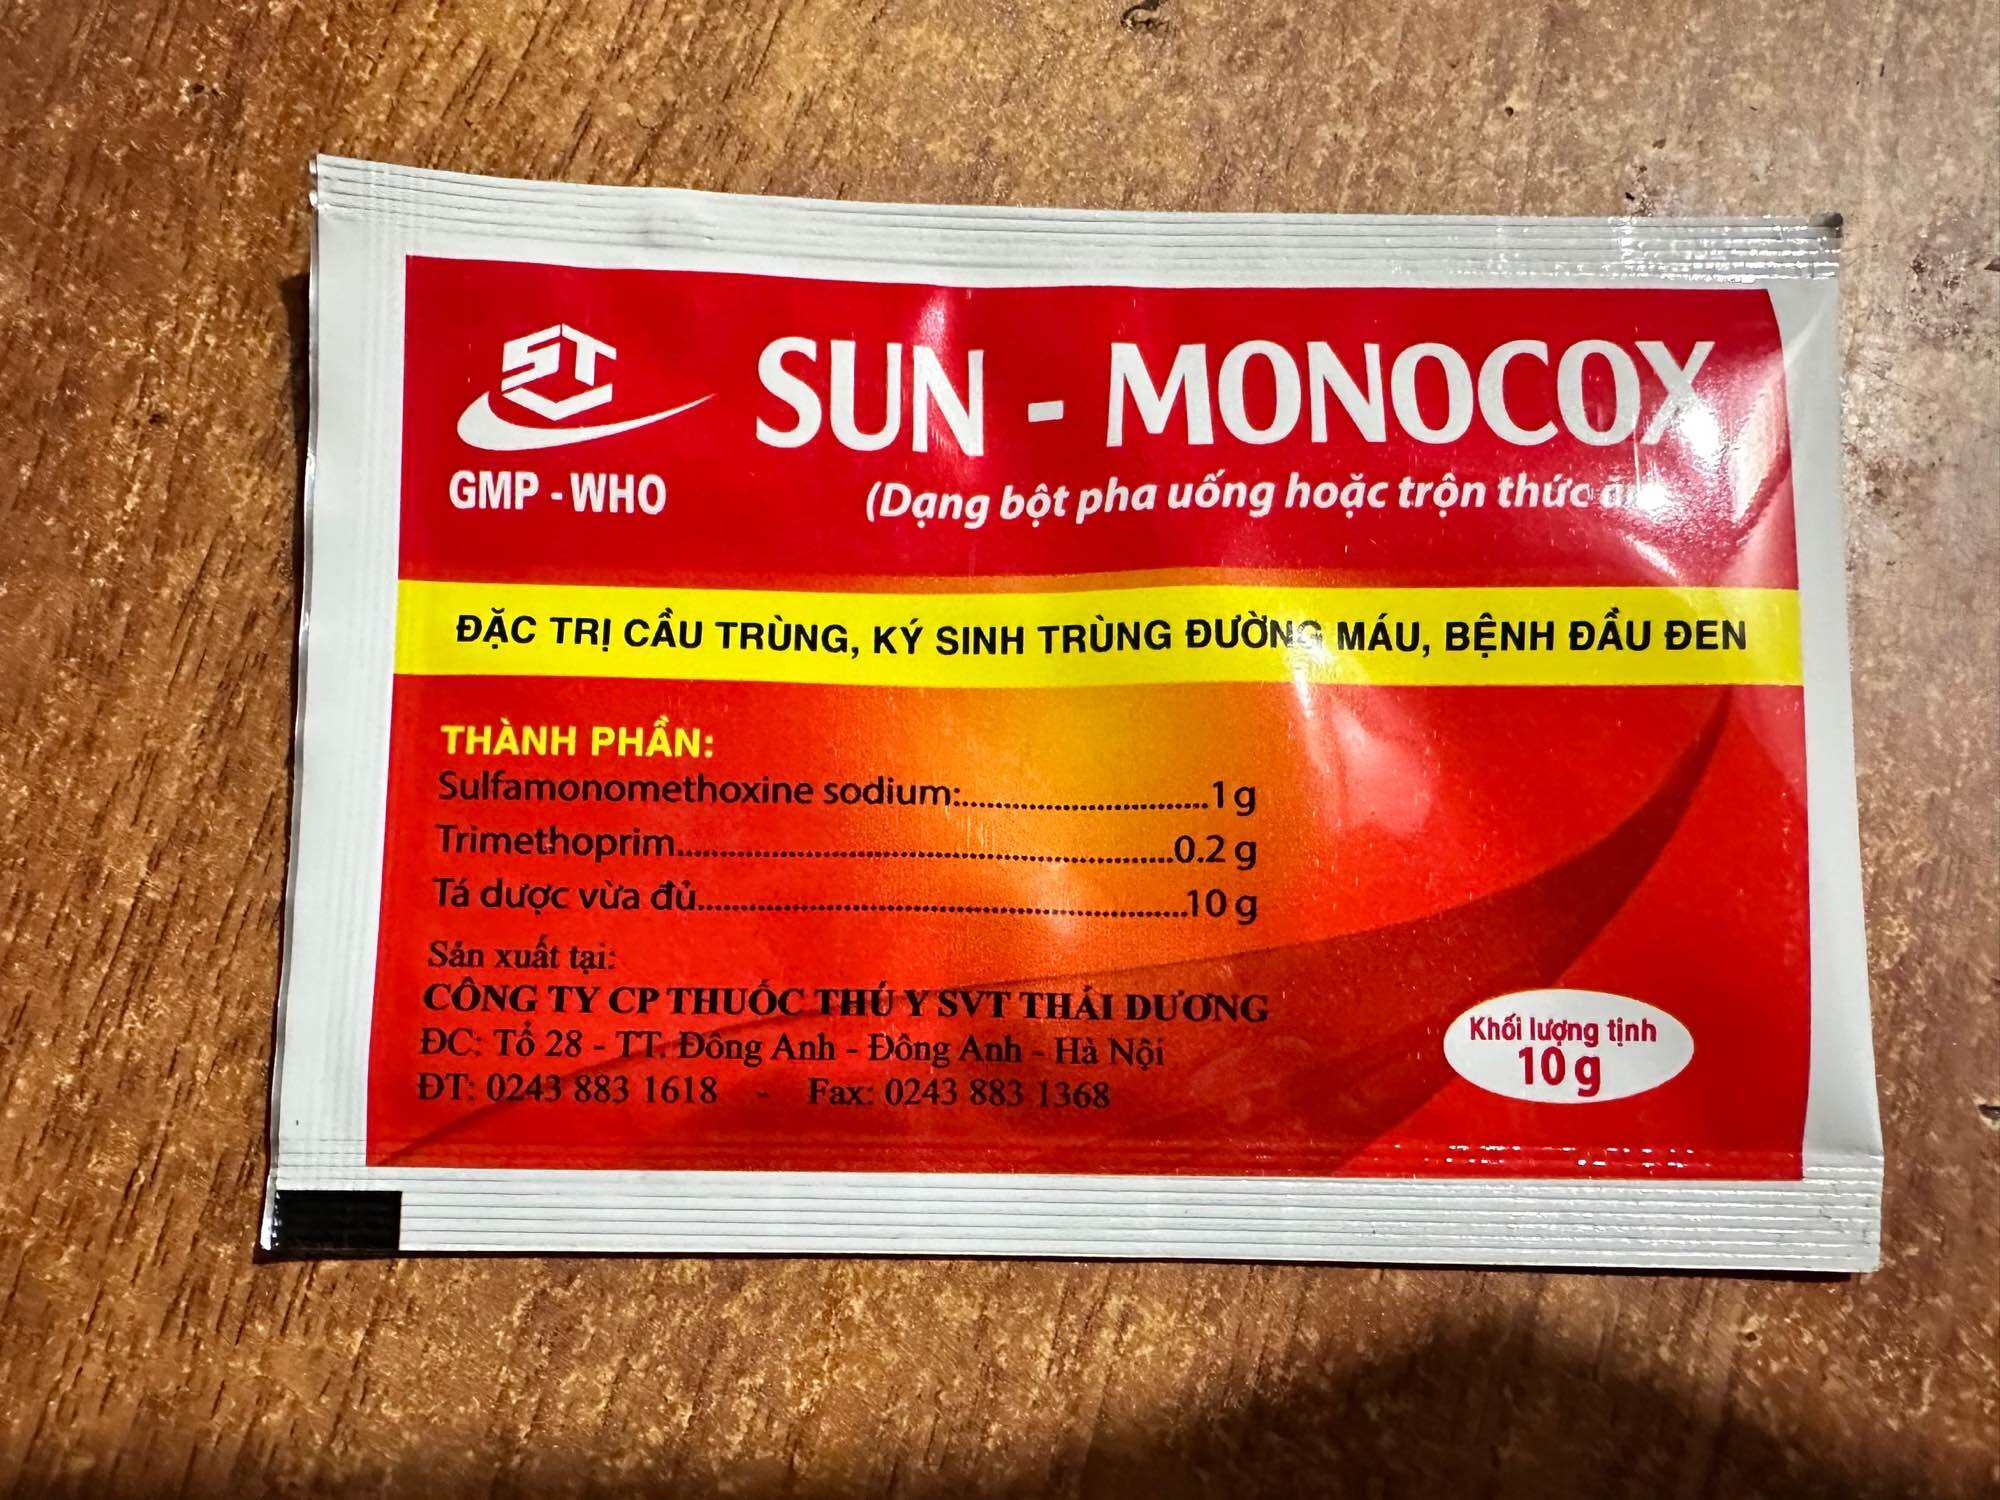 STV
GMP - WHO
SUN - MONOCOX
(Dạng bột pha uống hoặc trộn thức
ĐẶC TRỊ CẦU TRÙNG, KÝ SINH TRÙNG ĐƯỜNG MÁU, BỆNH ĐẦU ĐEN
THÀNH PHẦN:
Sulfamonomethoxine sodium:............................1 g
Trimethoprim............................................................0.2 g
Tá dược vừa đủ...........................................................10 g
Sản xuất tại:
CÔNG TY CP THUỐC THÚ Y SVT THÁI DƯƠNG
ĐC: Tổ 28 - TT. Đông Anh - Đông Anh - Hà Nội
ĐT: 0243 883 1618 - Fax: 0243 883 1368
Khối lượng tịnh
10 g